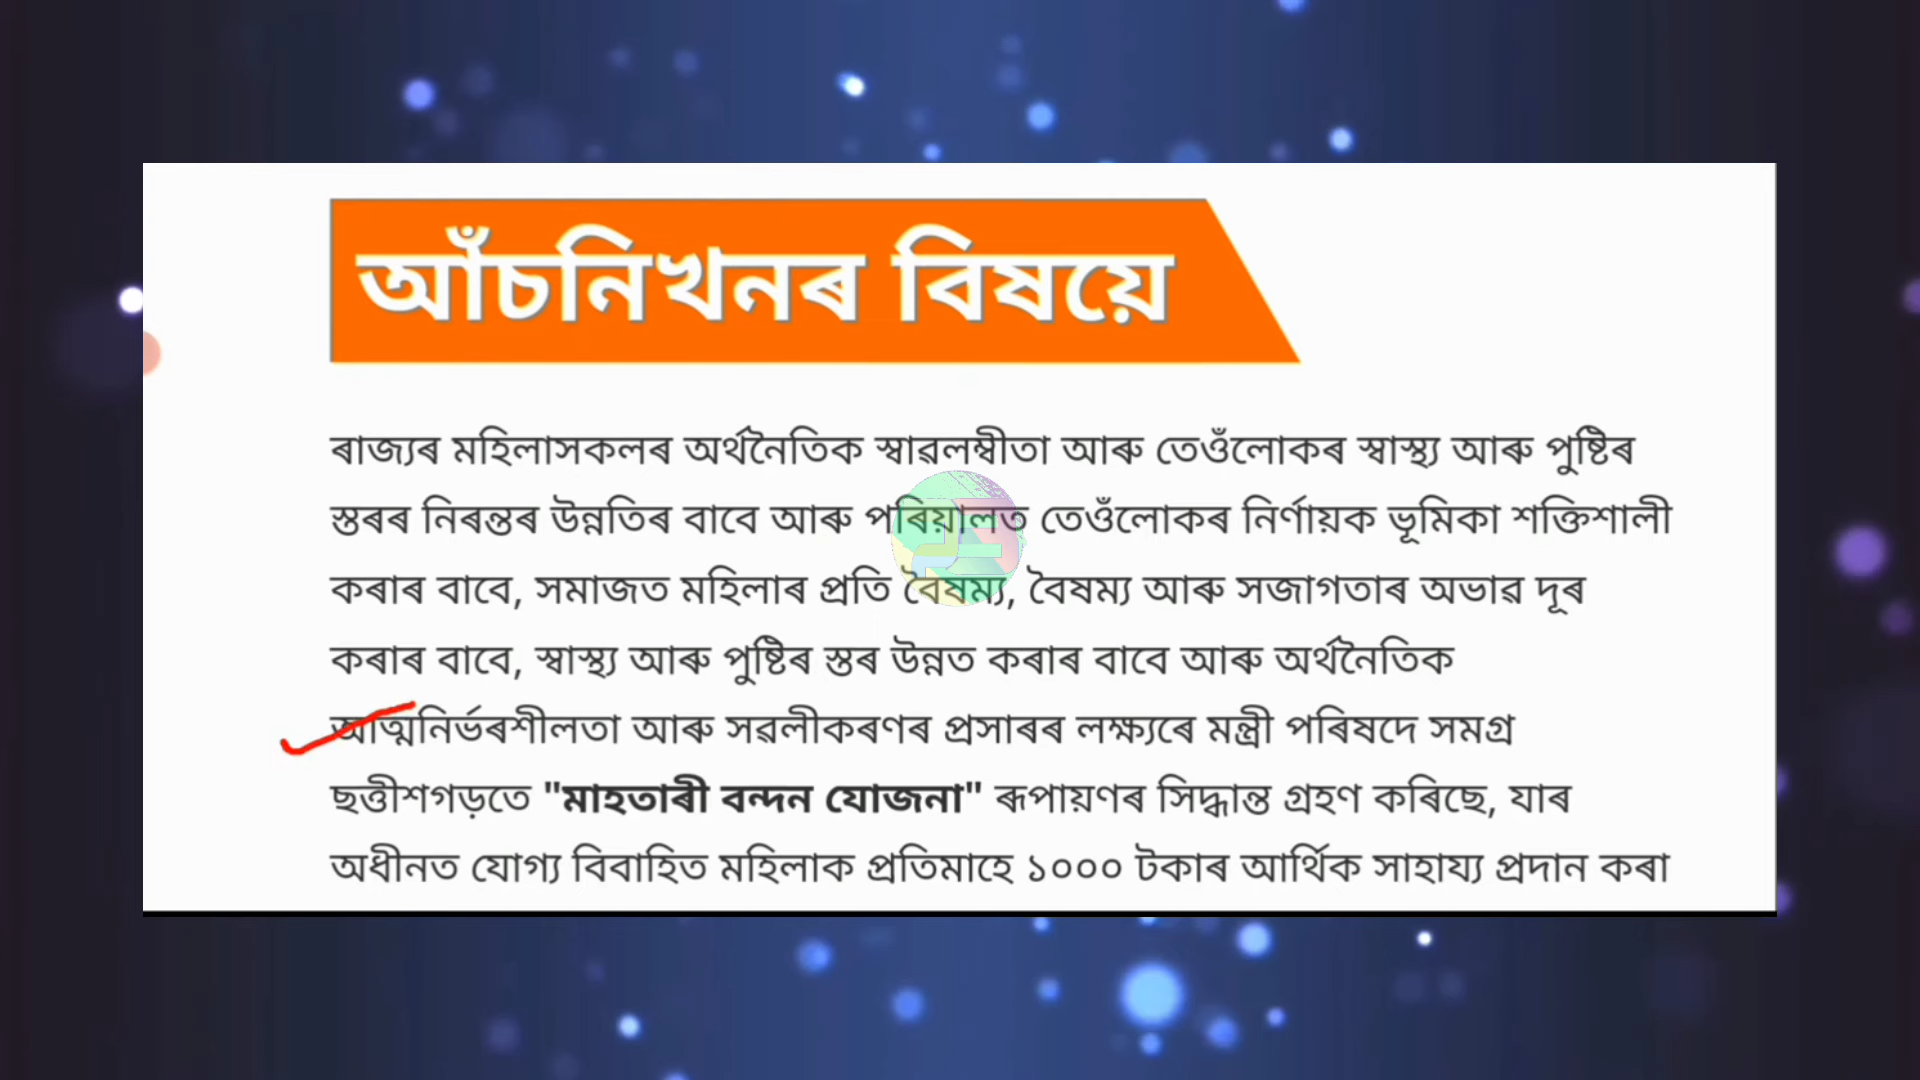 আঁচনিখনৰ বিষয়ে
ৰাজ্যৰ মহিলাসকলৰ অৰ্থনৈতিক স্বাৱলম্বীতা আৰু তেওঁলোকৰ স্বাস্থ্য আৰু পুষ্টিৰ
স্তৰৰ নিৰন্তৰ উন্নতিৰ বাবে আৰু পৰিয়ালত তেওঁলোকৰ নিৰ্ণায়ক ভূমিকা শক্তিশালী
কৰাৰ বাবে, সমাজত মহিলাৰ প্ৰতি বৈষম্য, বৈষম্য আৰু সজাগতাৰ অভাৱ দূৰ
কৰাৰ বাবে, স্বাস্থ্য আৰু পুষ্টিৰ স্তৰ উন্নত কৰাৰ বাবে আৰু অৰ্থনৈতিক
আত্মনিৰ্ভৰশীলতা আৰু সৱলীকৰণৰ প্ৰসাৰৰ লক্ষ্যৰে মন্ত্ৰী পৰিষদে সমগ্ৰ
ছত্তীশগড়তে "মাহতাৰী বন্দন যোজনা" ৰূপায়ণৰ সিদ্ধান্ত গ্ৰহণ কৰিছে, যাৰ
অধীনত যোগ্য বিবাহিত মহিলাক প্ৰতিমাহে ১০০০ টকাৰ আৰ্থিক সাহায্য প্ৰদান কৰা